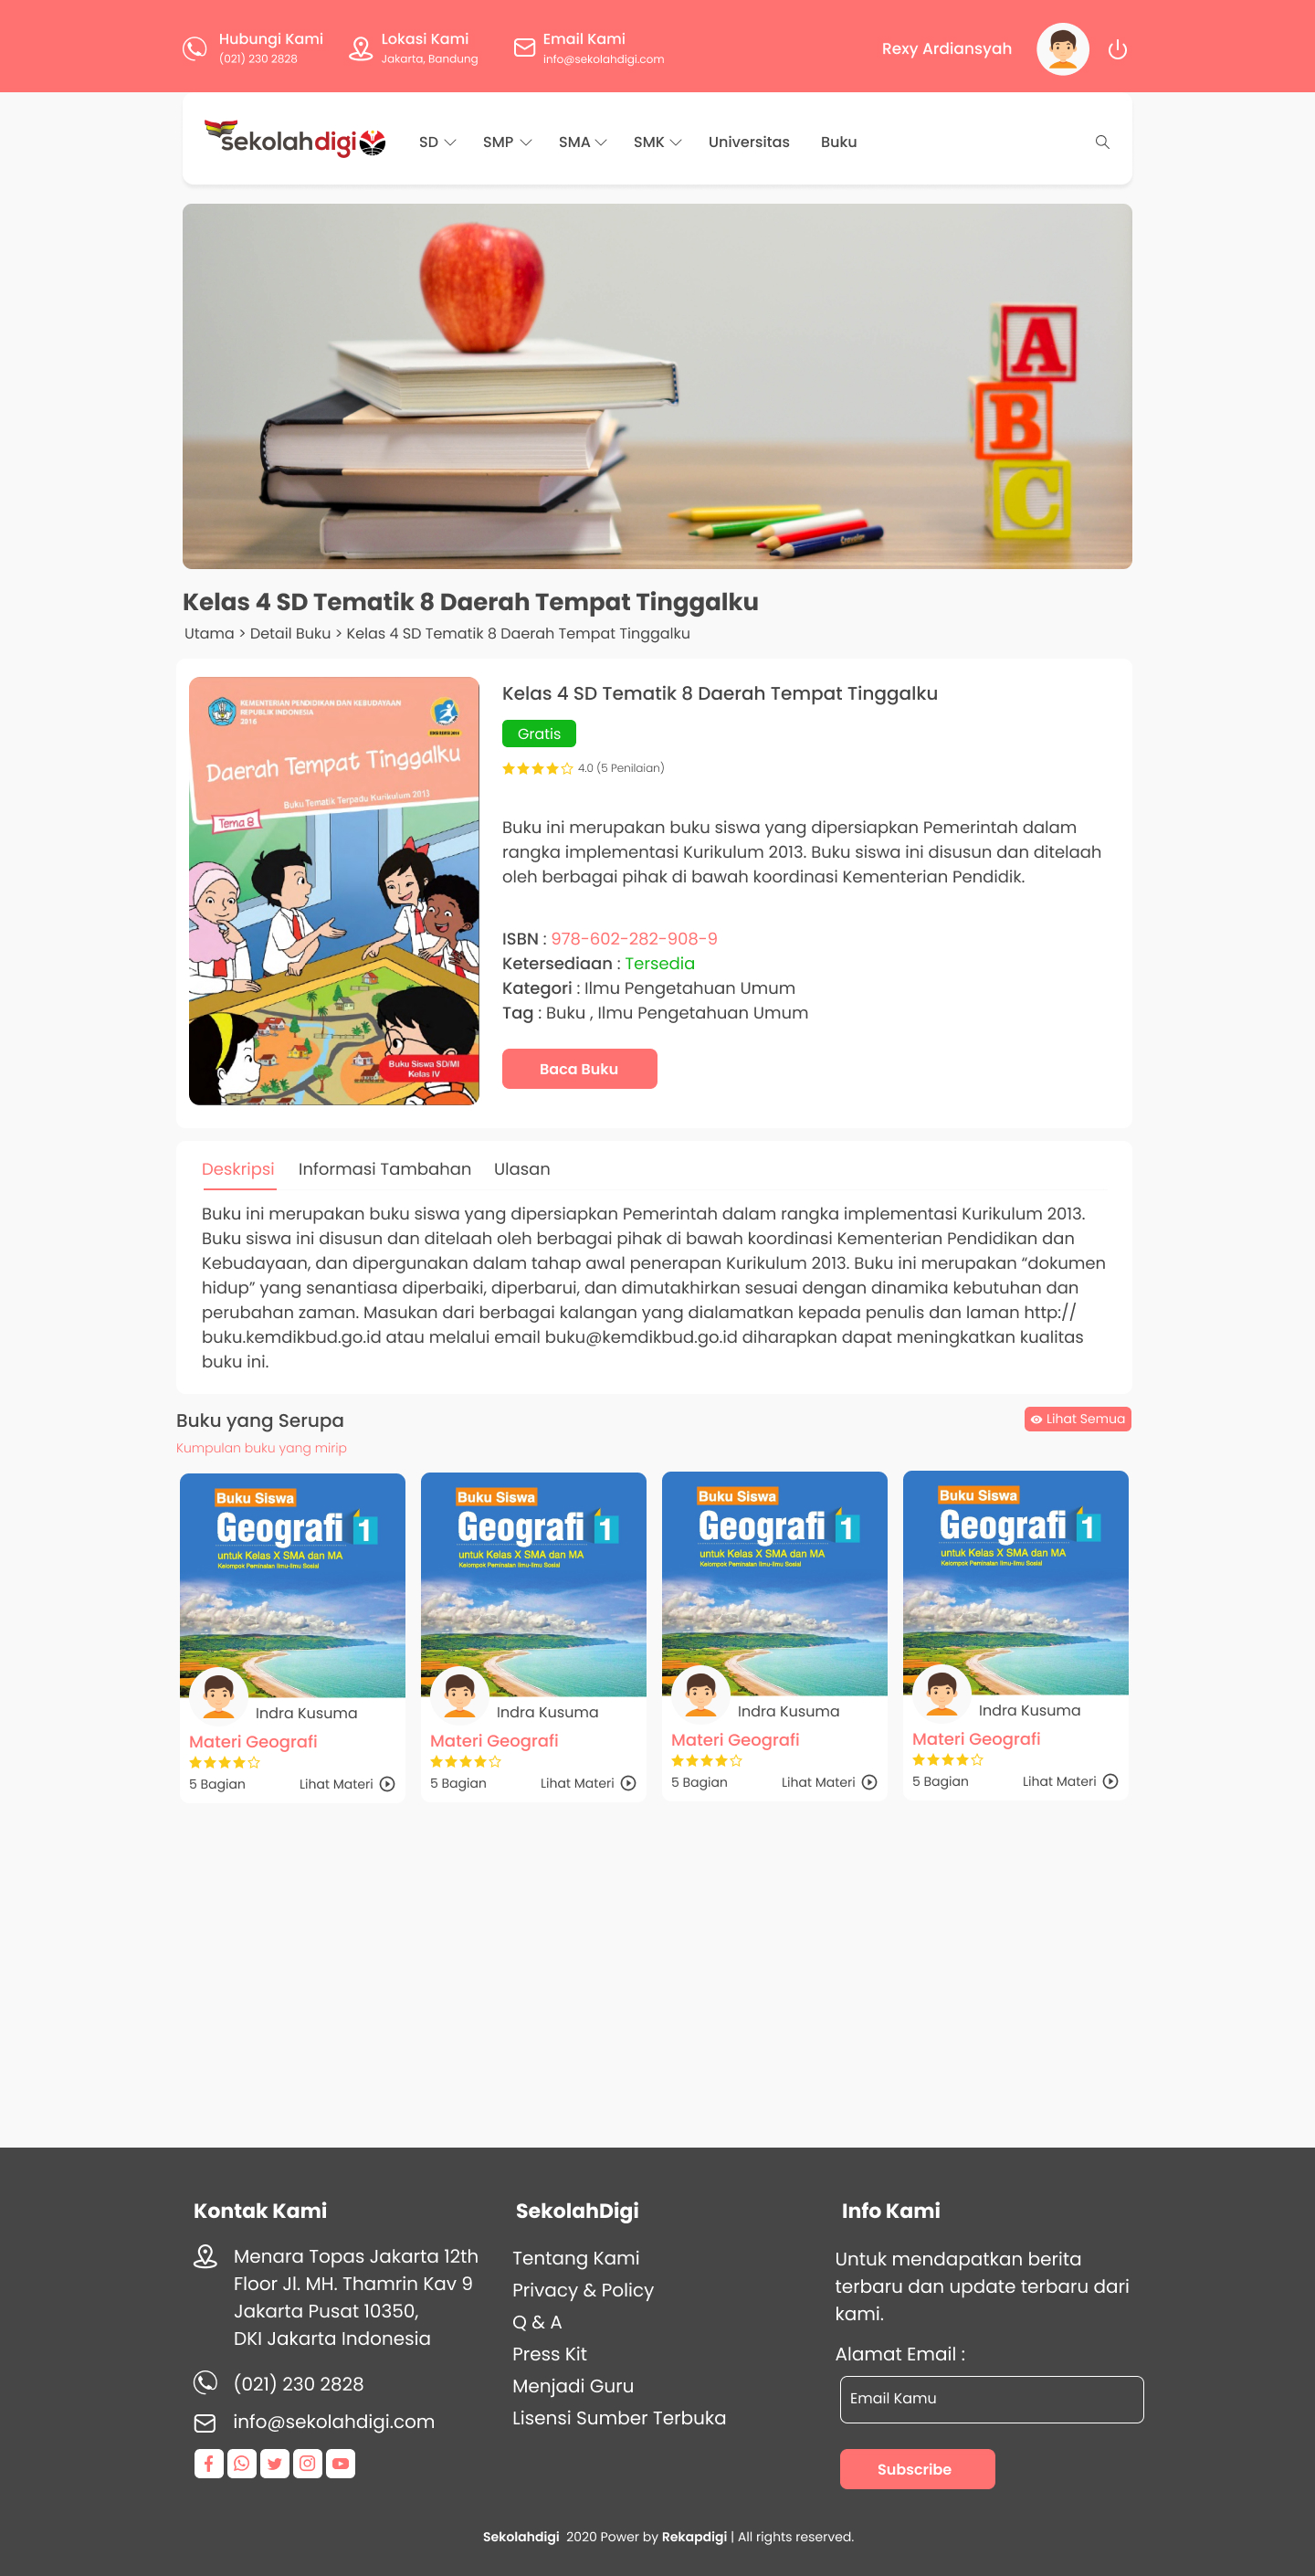 Hubungi Kami
(021) 230 2828
Lokasi Kami
Jakarta, Bandung
Email Kami
info@sekolahdigi.com
Rexy Ardiansyah
sekolahdigi
SD
SMP
SMA
SMK
Universitas
Buku
A
B
C
Crayola
Kelas 4 SD Tematik 8 Daerah Tempat Tinggalku
Utama > Detail Buku > Kelas 4 SD Tematik 8 Daerah Tempat Tinggalku
KEMENTERIAN PENDIDIKAN DAN KEBUDAYAAN
REPUBLIK INDONESIA
2016
Daerah Tempat Tinggalku
Buku Tematik Terpadu Kurikulum 2013
Tema 8
Buku Siswa SD/MI
Kelas IV
Kelas 4 SD Tematik 8 Daerah Tempat Tinggalku
Gratis
4.0 (5 Penilaian)
Buku ini merupakan buku siswa yang dipersiapkan Pemerintah dalam
rangka implementasi Kurikulum 2013. Buku siswa ini disusun dan ditelaah
oleh berbagai pihak di bawah koordinasi Kementerian Pendidik.
ISBN : 978-602-282-908-9
Ketersediaan : Tersedia
Kategori : Ilmu Pengetahuan Umum
Tag : Buku , Ilmu Pengetahuan Umum
Baca Buku
Deskripsi
Informasi Tambahan
Ulasan
Buku ini merupakan buku siswa yang dipersiapkan Pemerintah dalam rangka implementasi Kurikulum 2013.
Buku siswa ini disusun dan ditelaah oleh berbagai pihak di bawah koordinasi Kementerian Pendidikan dan
Kebudayaan, dan dipergunakan dalam tahap awal penerapan Kurikulum 2013. Buku ini merupakan “dokumen
hidup” yang senantiasa diperbaiki, diperbarui, dan dimutakhirkan sesuai dengan dinamika kebutuhan dan
perubahan zaman. Masukan dari berbagai kalangan yang dialamatkan kepada penulis dan laman http://
buku.kemdikbud.go.id atau melalui email buku@kemdikbud.go.id diharapkan dapat meningkatkan kualitas
buku ini.
Buku yang Serupa
Lihat Semua
Kumpulan buku yang mirip
Buku Siswa
Geografi 1
untuk Kelas X SMA dan MA
Kelompok Peminatan Ilmu-Ilmu Sosial
Indra Kusuma
Materi Geografi
5 Bagian
Lihat Materi
Buku Siswa
Geografi 1
untuk Kelas X SMA dan MA
Kelompok Peminatan Ilmu-Ilmu Sosial
Indra Kusuma
Materi Geografi
5 Bagian
Lihat Materi
Buku Siswa
Geografi 1
untuk Kelas X SMA dan MA
Kelompok Peminatan Ilmu-Ilmu Sosial
Indra Kusuma
Materi Geografi
5 Bagian
Lihat Materi
Buku Siswa
Geografi 1
untuk Kelas X SMA dan MA
Kelompok Peminatan Ilmu-Ilmu Sosial
Indra Kusuma
Materi Geografi
5 Bagian
Lihat Materi
Kontak Kami
Menara Topas Jakarta 12th
Floor Jl. MH. Thamrin Kav 9
Jakarta Pusat 10350,
DKI Jakarta Indonesia
(021) 230 2828
info@sekolahdigi.com
SekolahDigi
Tentang Kami
Privacy & Policy
Q & A
Press Kit
Menjadi Guru
Lisensi Sumber Terbuka
Info Kami
Untuk mendapatkan berita
terbaru dan update terbaru dari
kami.
Alamat Email :
Email Kamu
Subscribe
Sekolahdigi 2020 Power by Rekapdigi | All rights reserved.